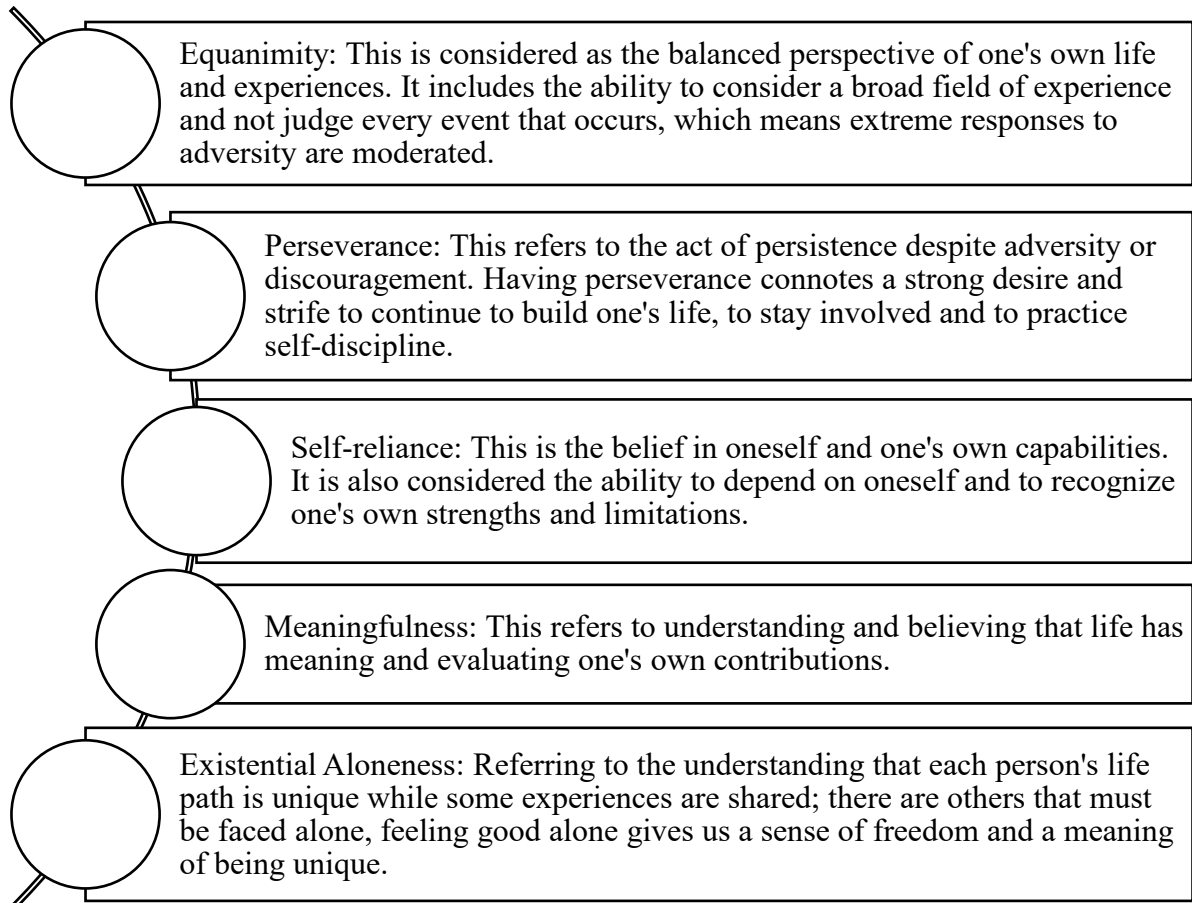 Equanimity: This is considered as the balanced perspective of one's own life
and experiences. It includes the ability to consider a broad field of experience
and not judge every event that occurs, which means extreme responses to
adversity are moderated.
Perseverance: This refers to the act of persistence despite adversity or
discouragement. Having perseverance connotes a strong desire and
strife to continue to build one's life, to stay involved and to practice
self-discipline.
Self-reliance: This is the belief in oneself and one's own capabilities.
It is also considered the ability to depend on oneself and to recognize
one's own strengths and limitations.
Meaningfulness: This refers to understanding and believing that life has
meaning and evaluating one's own contributions.
Existential Aloneness: Referring to the understanding that each person's life
path is unique while some experiences are shared; there are others that must
be faced alone, feeling good alone gives us a sense of freedom and a meaning
of being unique.